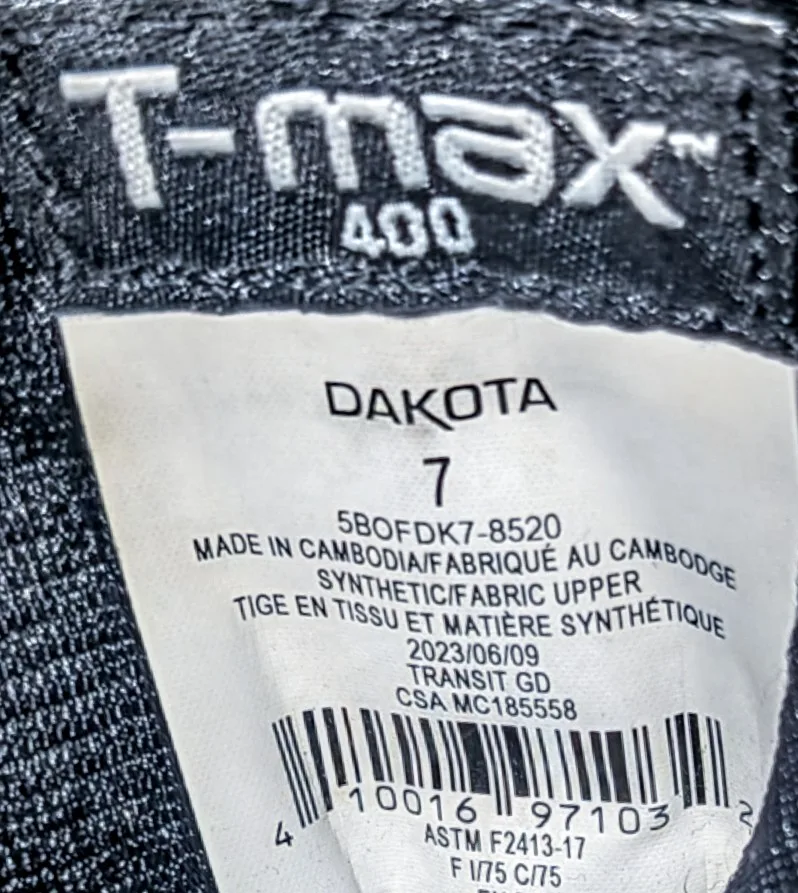 T-max™
400
DAKOTA
7
5BOFDK7-8520
MADE IN CAMBODIA/FABRIQUÉ AU CAMBODGE
SYNTHETIC/FABRIC UPPER
TIGE EN TISSU ET MATIÈRE SYNTHÉTIQUE
2023/06/09
TRANSIT GD
CSA MC185558
4 10016 97103 2
ASTM F2413-17
F I/75 C/75